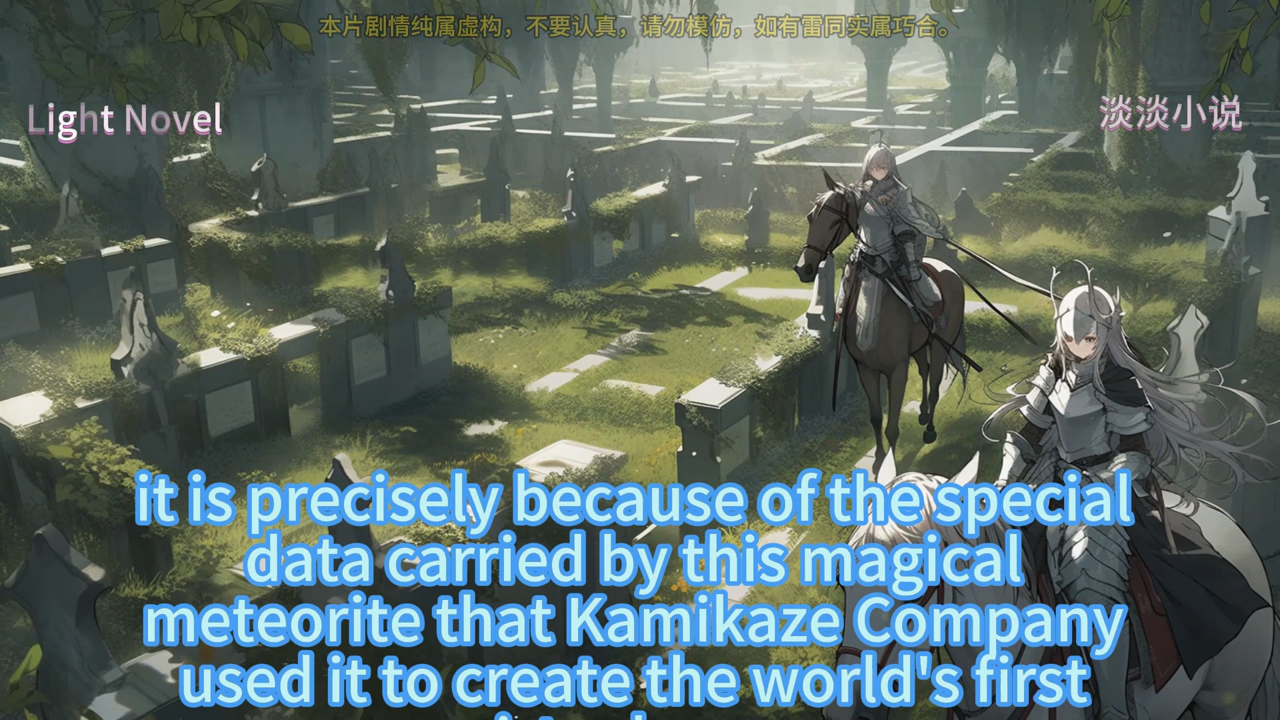 本片剧情纯属虚构，不要认真，请勿模仿，如有雷同实属巧合。
Light Novel
淡淡小说
it is precisely because of the special
data carried by this magical
meteorite that Kamikaze Company
used it to create the world's first